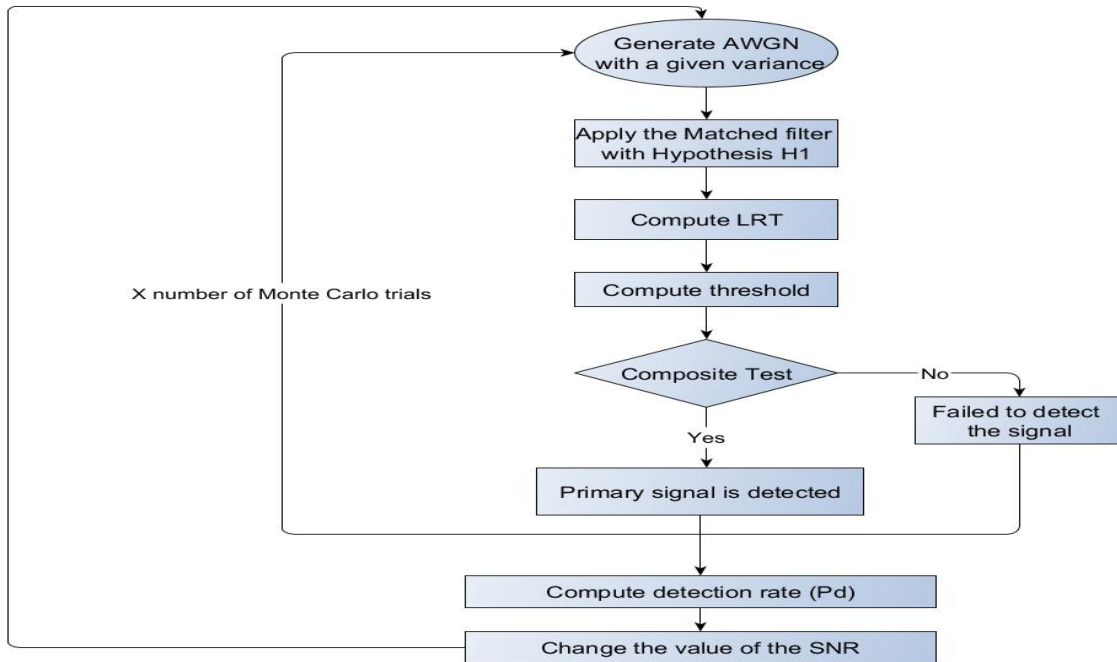 Generate AWGN
with a given variance
Apply the Matched filter
with Hypothesis H1
Compute LRT
X number of Monte Carlo trials
Compute threshold
Composite Test
No
Failed to detect
the signal
Yes
Primary signal is detected
Compute detection rate (Pd)
Change the value of the SNR